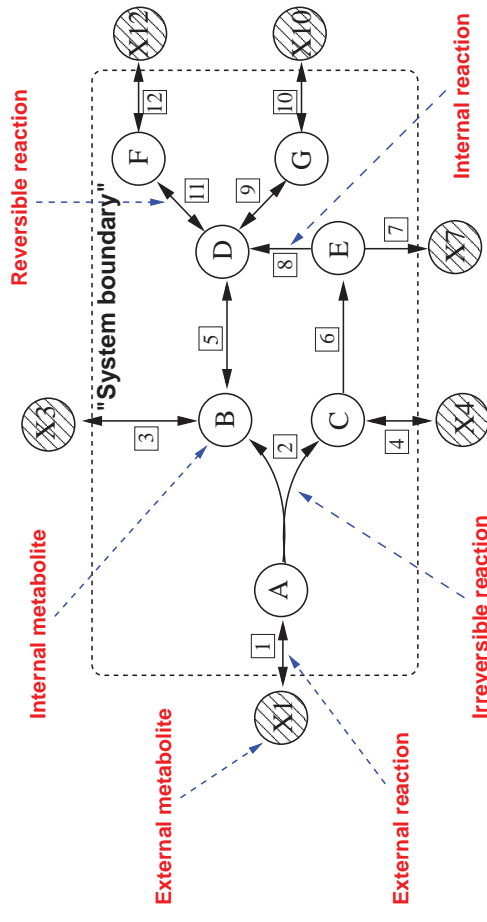 Reversible reaction
Internal metabolite
X3
"System boundary"
3
F
12
X12
External metabolite
11
5
B
D
9
1
X1
A
2
8
10
G
X10
6
C
E
4
7
External reaction
X4
X7
Internal reaction
Irreversible reaction